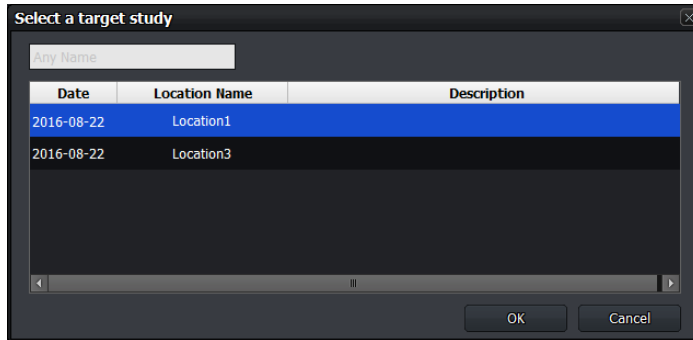 Select a target study
Any Name
Date Location Name Description
2016-08-22 Location1
2016-08-22 Location3
OK Cancel